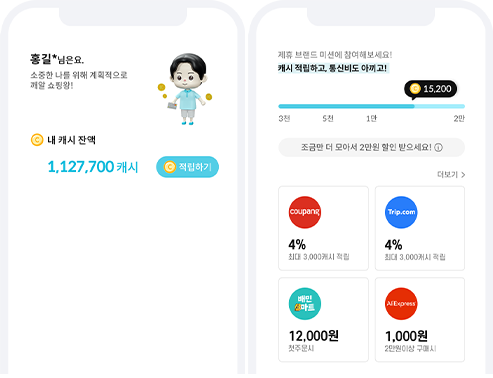 홍길*님은요.
소중한 나를 위해 계획적으로
깨알 쇼핑왕!
내 캐시 잔액
1,127,700 캐시
적립하기
제휴 브랜드 미션에 참여해보세요!
캐시 적립하고, 통신비도 아끼고!
15,200
3천 5천 1만 2만
조금만 더 모아서 2만원 할인 받으세요!
더보기 >
coupang
4%
최대 3,000캐시 적립
Trip.com
4%
최대 3,000캐시 적립
배민
B마트
12,000원
첫주문시
AliExpress
1,000원
2만원이상 구매시